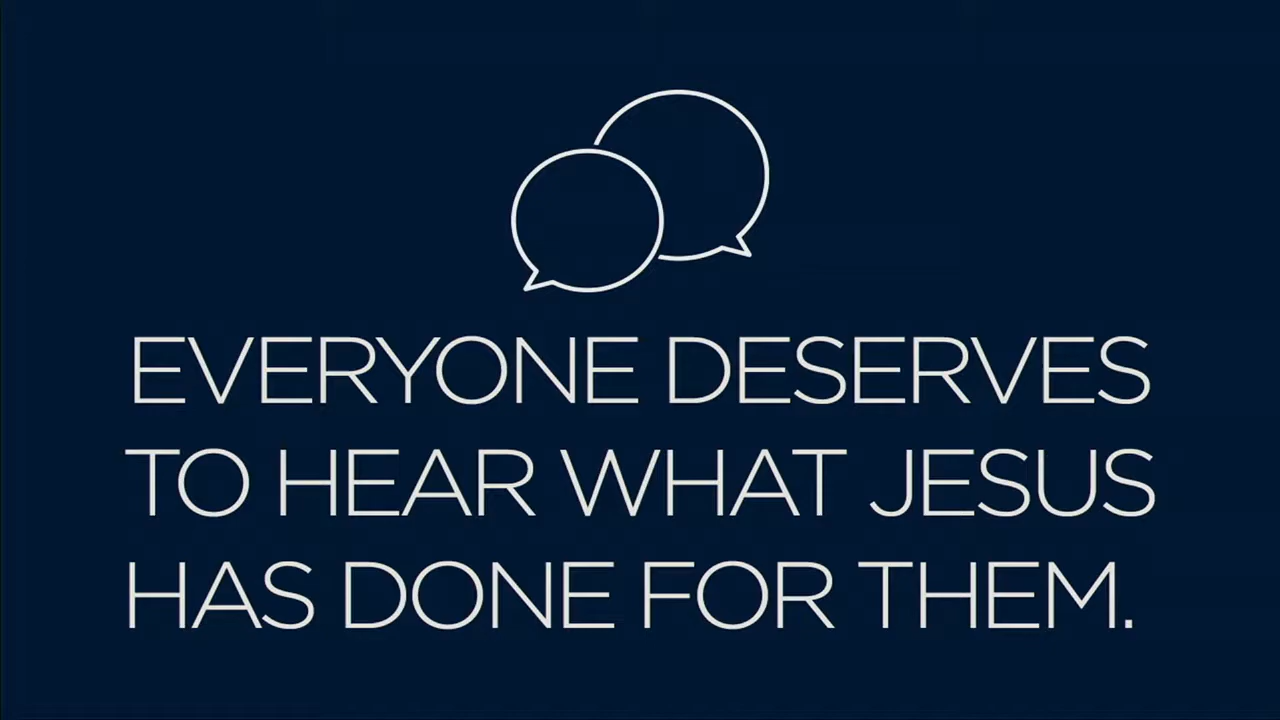 EVERYONE DESERVES
TO HEAR WHAT JESUS
HAS DONE FOR THEM.